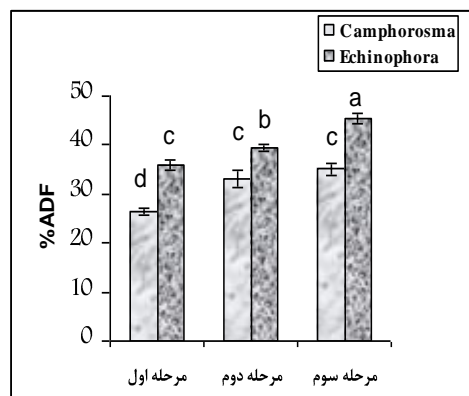 Camphorosma
Echinophora
%ADF
50
40
30
20
10
0
d
c
c
b
c
a
مرحله اول
مرحله دوم
مرحله سوم